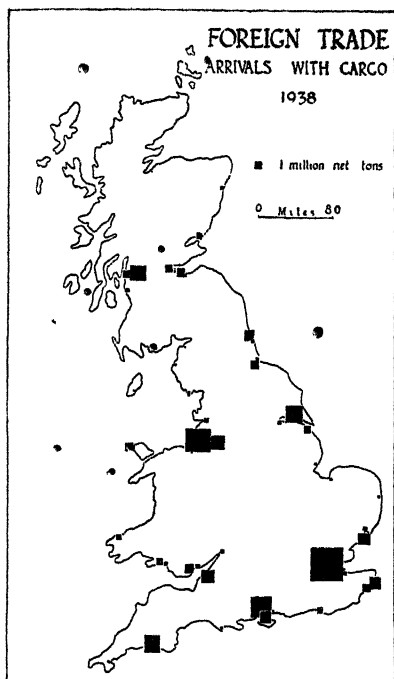 FOREIGN TRADE
ARRIVALS WITH CARGO
1938
1 million net tons
0 Miles 80